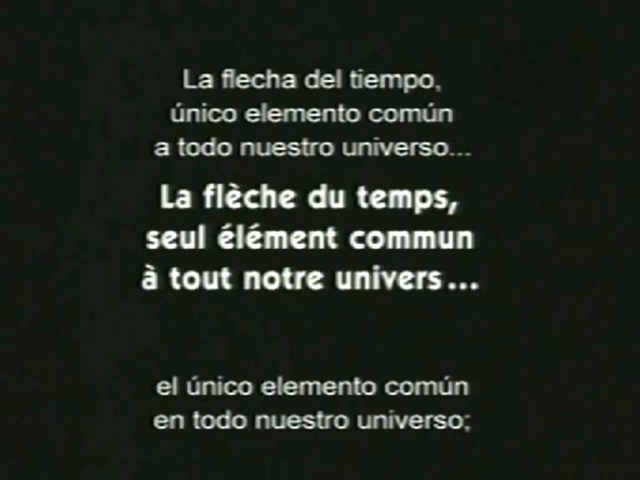 La flecha del tiempo,
único elemento común
a todo nuestro universo...
La flèche du temps,
seul élément commun
à tout notre univers...
el único elemento común
en todo nuestro universo;